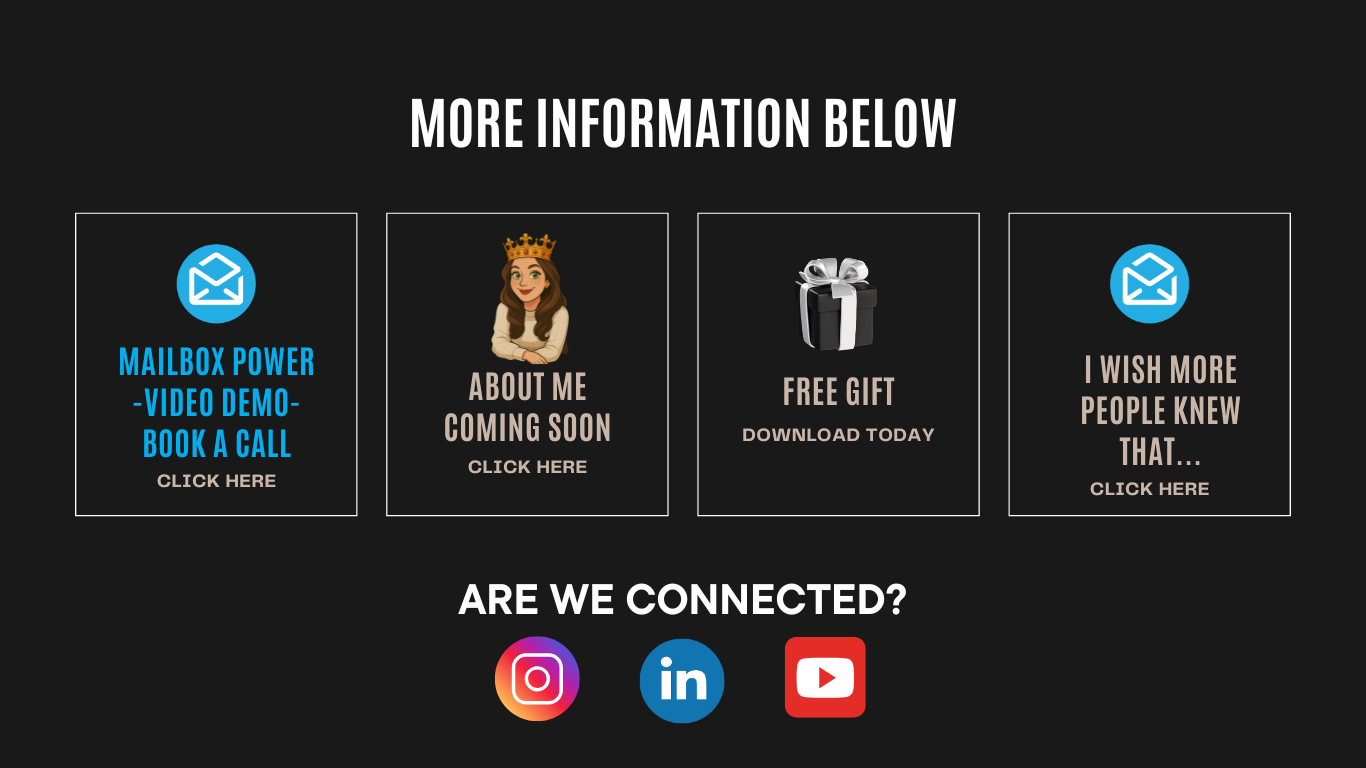 MORE INFORMATION BELOW
MAILBOX POWER
-VIDEO DEMO-
BOOK A CALL
CLICK HERE
ABOUT ME
COMING SOON
CLICK HERE
FREE GIFT
DOWNLOAD TODAY
I WISH MORE
PEOPLE KNEW
THAT...
CLICK HERE
ARE WE CONNECTED?
in